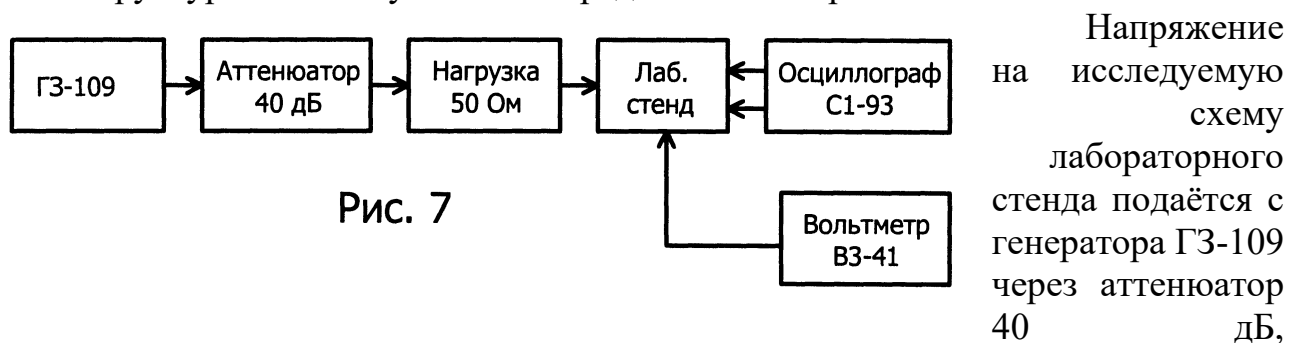 Напряжение
на исследуемую
схему
лабораторного
стенда подаётся с
генератора ГЗ-109
через аттенюатор
40 дБ,
ГЗ-109
Аттенюатор
40 дБ
Нагрузка
50 Ом
Лаб.
стенд
Осциллограф
С1-93
Вольтметр
В3-41
Рис. 7